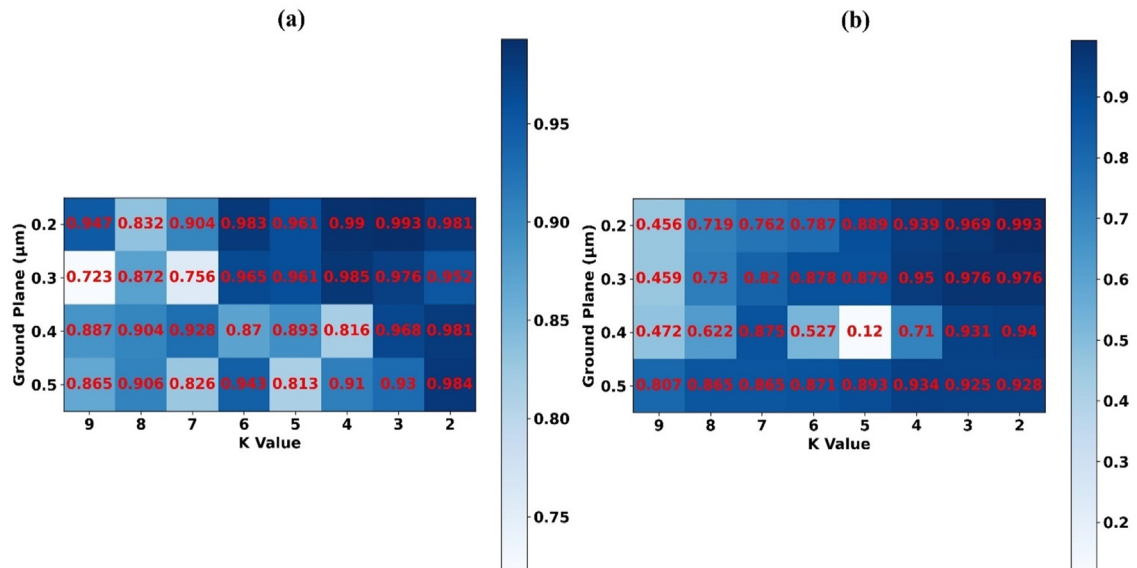 (a)
(b)
Ground Plane (μm)
0.2 0.947 0.832 0.904 0.983 0.961 0.99 0.993 0.981
0.3 0.723 0.872 0.756 0.965 0.961 0.985 0.976 0.952
0.4 0.887 0.904 0.928 0.87 0.893 0.816 0.968 0.981
0.5 0.865 0.906 0.826 0.943 0.813 0.91 0.93 0.984
9 8 7 6 5 4 3 2
K Value
0.95
0.90
0.85
0.80
0.75
Ground Plane (μm)
0.2 0.456 0.719 0.762 0.787 0.889 0.939 0.969 0.993
0.3 0.459 0.73 0.82 0.878 0.879 0.95 0.976 0.976
0.4 0.472 0.622 0.875 0.527 0.12 0.71 0.931 0.94
0.5 0.807 0.865 0.865 0.871 0.893 0.934 0.925 0.928
9 8 7 6 5 4 3 2
K Value
0.9
0.8
0.7
0.6
0.5
0.4
0.3
0.2